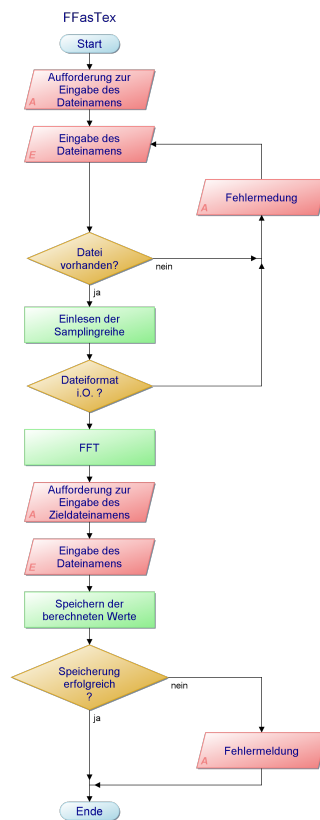 FFasTex
Start
Aufforderung zur
Eingabe des
Dateinamens
A
Eingabe des
Dateinamens
E
Fehlermedung
A
Datei
vorhanden?
nein
ja
Einlesen der
Samplingreihe
Dateiformat
i.O. ?
FFT
Aufforderung zur
Eingabe des
Zieldateinamens
A
Eingabe des
Dateinamens
E
Speichern der
berechneten Werte
Speicherung
erfolgreich
?
nein
ja
Fehlermeldung
A
Ende